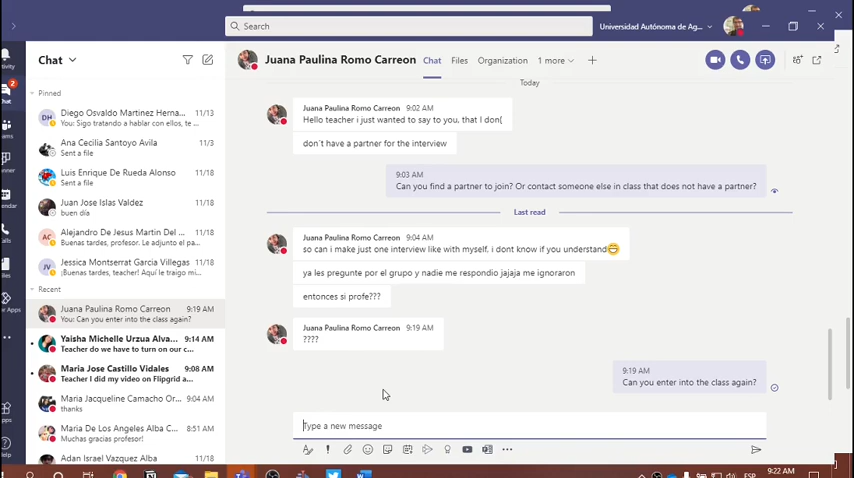 Search
Universidad Autónoma de Ag...
Chat
Juana Paulina Romo Carreon
Chat
Files
Organization
1 more
Pinned
Diego Osvaldo Martinez Herna...
11/13
You: Sigo tratando a hablar con ellos, te ...
Ana Cecilia Santoyo Avila
11/3
Sent a file
Luis Enrique De Rueda Alonso
11/18
Sent a file
Juan Jose Islas Valdez
11/18
buen día
Alejandro De Jesus Martin Del ...
11/18
Buenas tardes, profesor. Le adjunto el pa...
Jessica Montserrat Garcia Villegas
11/18
¡Buenas tardes, teacher! Aquí le traigo mi...
Recent
Juana Paulina Romo Carreon
9:19 AM
You: Can you enter into the class again?
Yaisha Michelle Urzua Alva...
9:14 AM
Teacher do we have to turn on our c...
Maria Jose Castillo Vidales
9:08 AM
Teacher I did my video on Flipgrid a...
Maria Jacqueline Camacho Or...
9:04 AM
thanks
Maria De Los Angeles Alba C...
8:51 AM
Muchas gracias profesor!
Adan Israel Vazquez Alba
11/18
Today
Juana Paulina Romo Carreon 9:02 AM
Hello teacher i just wanted to say to you, that I don{
don´t have a partner for the interview
9:03 AM
Can you find a partner to join? Or contact someone else in class that does not have a partner?
Last read
Juana Paulina Romo Carreon 9:04 AM
so can i make just one interview like with myself, i dont know if you understand
ya les pregunte por el grupo y nadie me respondio jajaja me ignoraron
entonces si profe???
Juana Paulina Romo Carreon 9:19 AM
????
9:19 AM
Can you enter into the class again?
Type a new message
ESP
9:22 AM